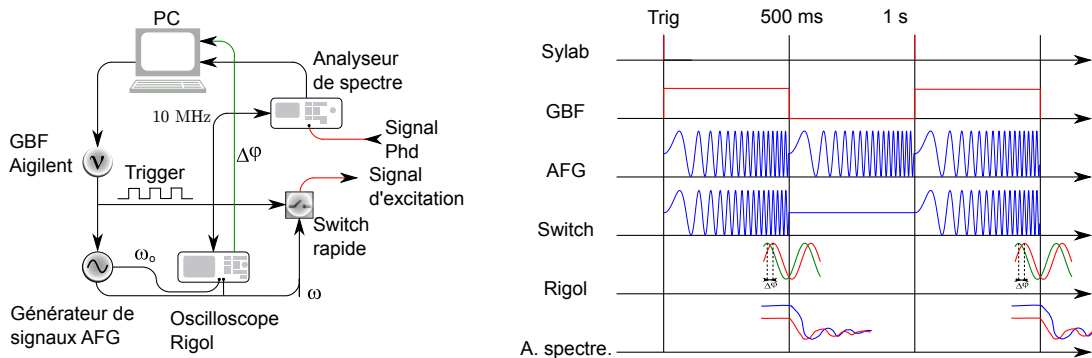 PC
Analyseur
de spectre
10 MHz
Δφ
Signal
Phd
GBF
Aigilent
ν
Trigger
Signal
d'excitation
Switch
rapide
ω₀
ω
Générateur de
signaux AFG
Oscilloscope
Rigol
Trig 500 ms 1 s
Sylab
GBF
AFG
Switch
Rigol
Δφ Δφ
A. spectre.